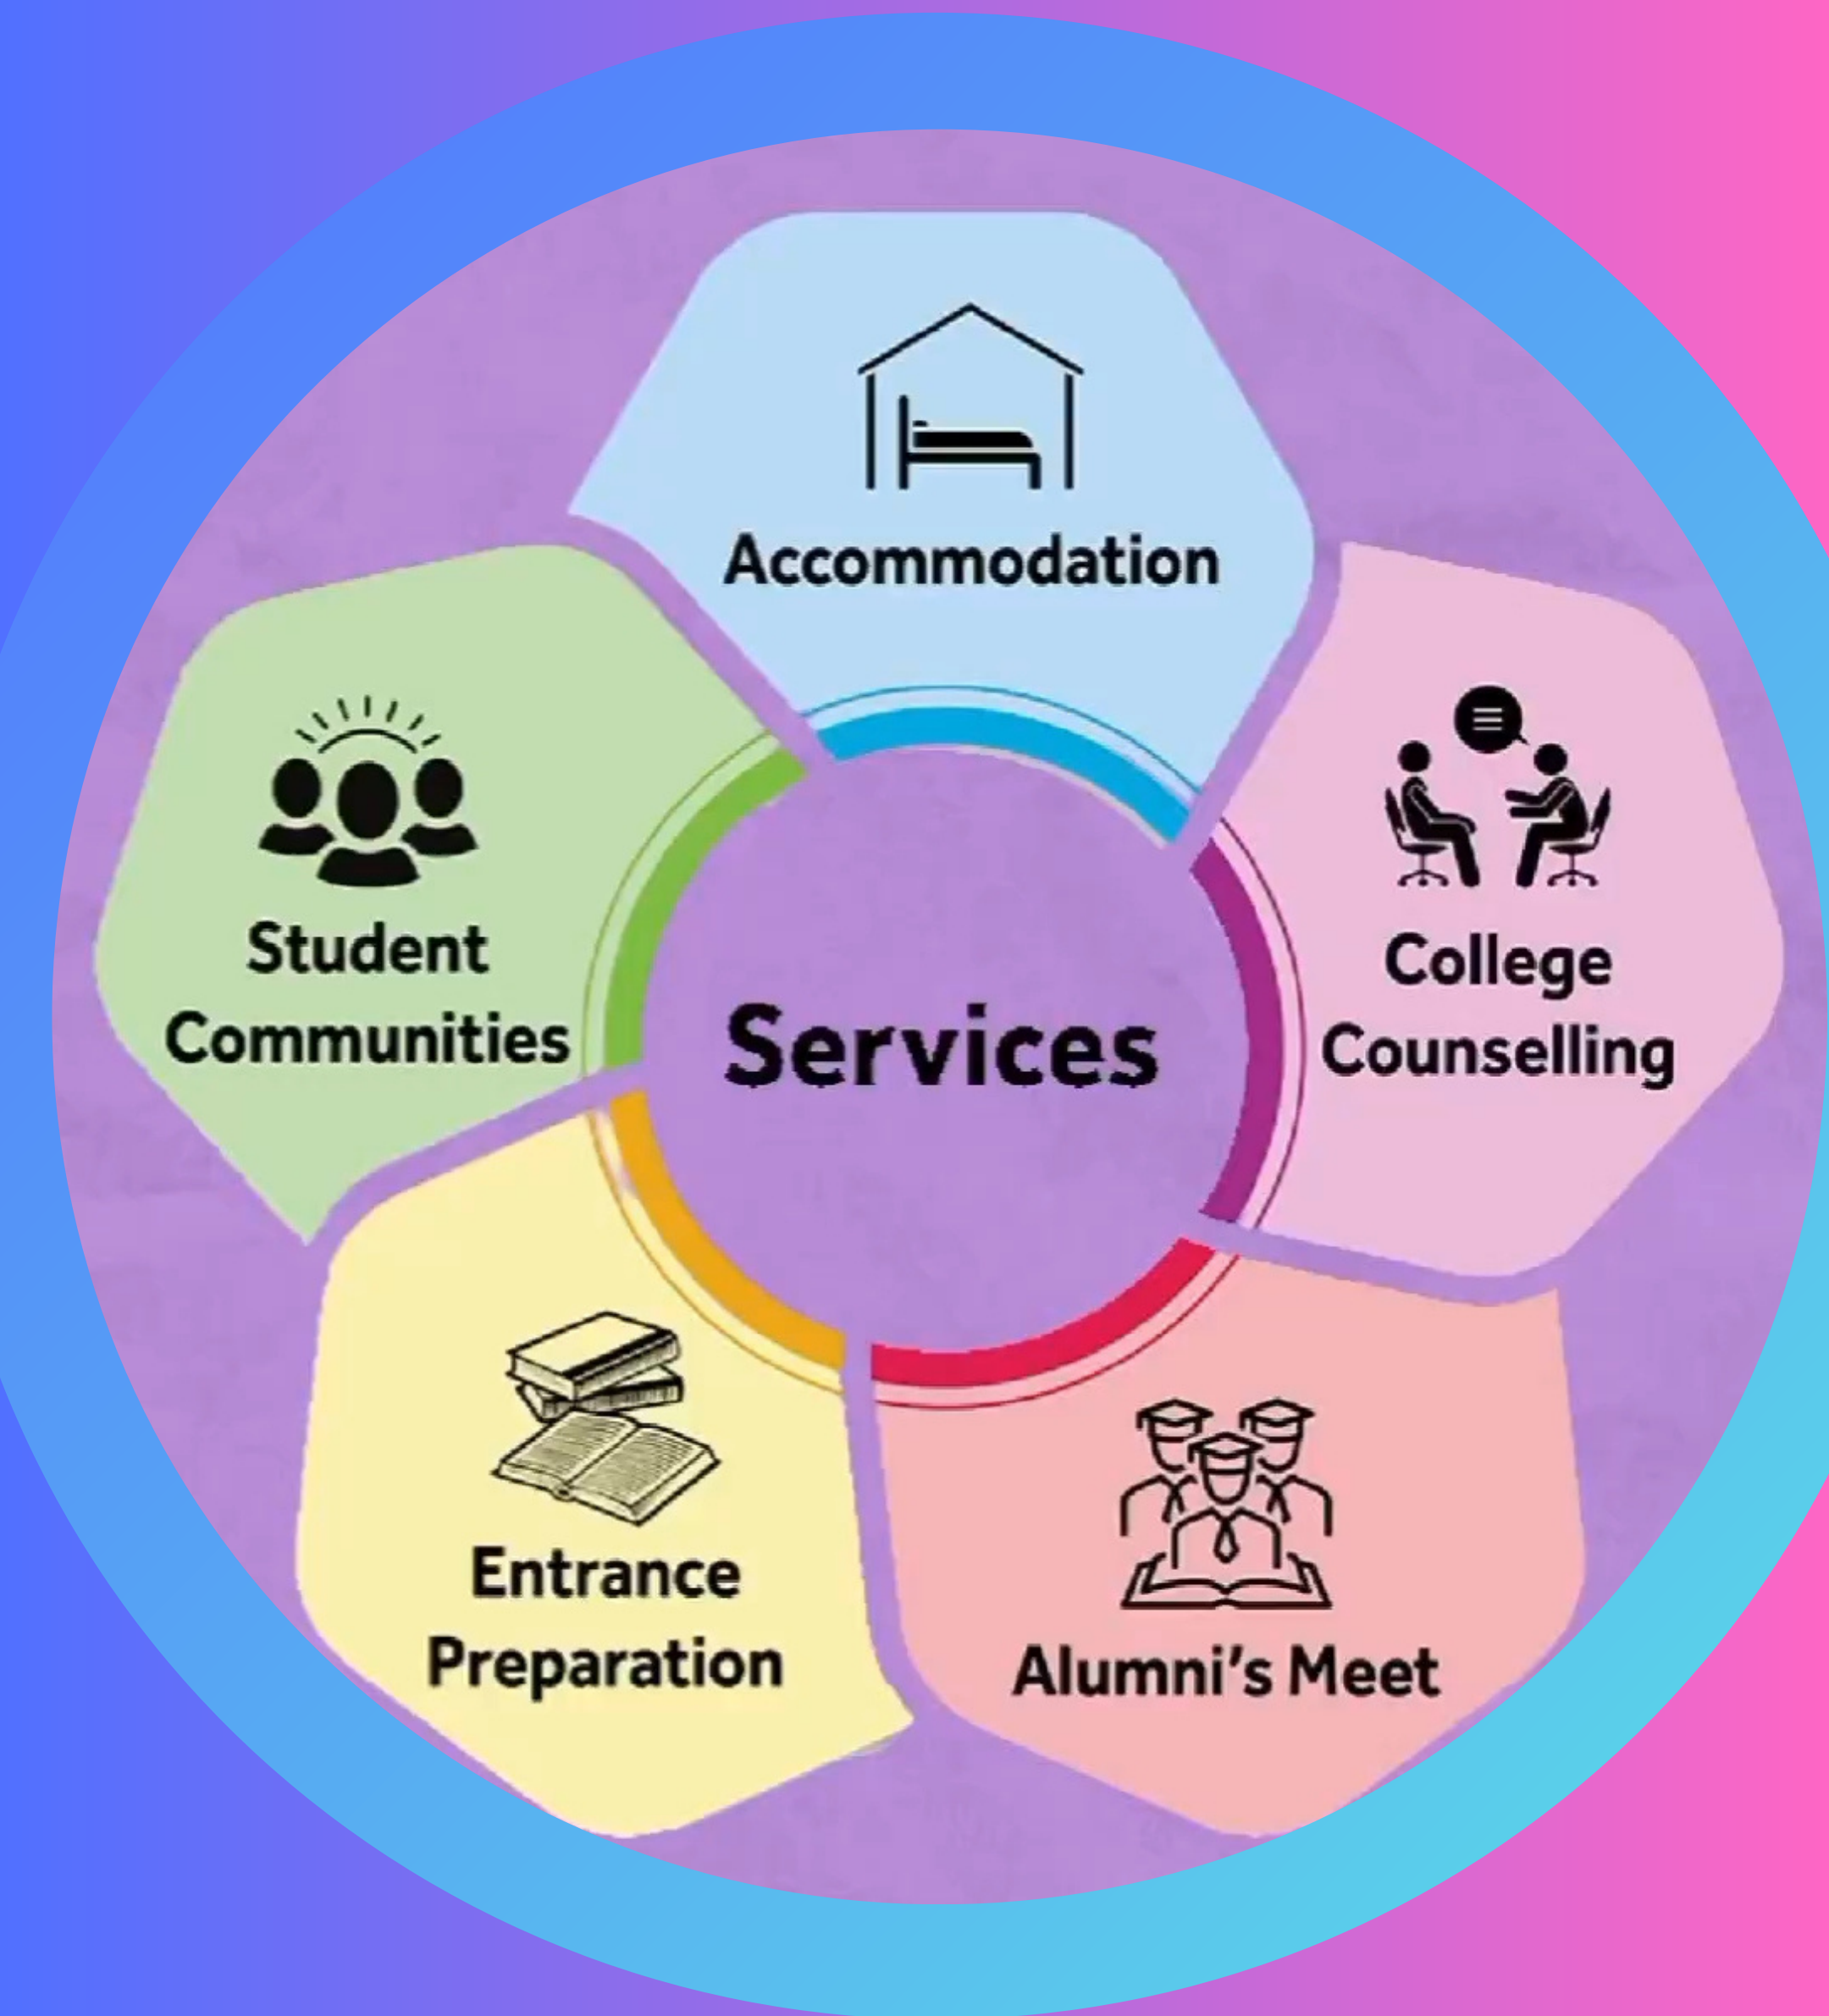 Accommodation
College
Counselling
Alumni's Meet
Entrance
Preparation
Student
Communities
Services